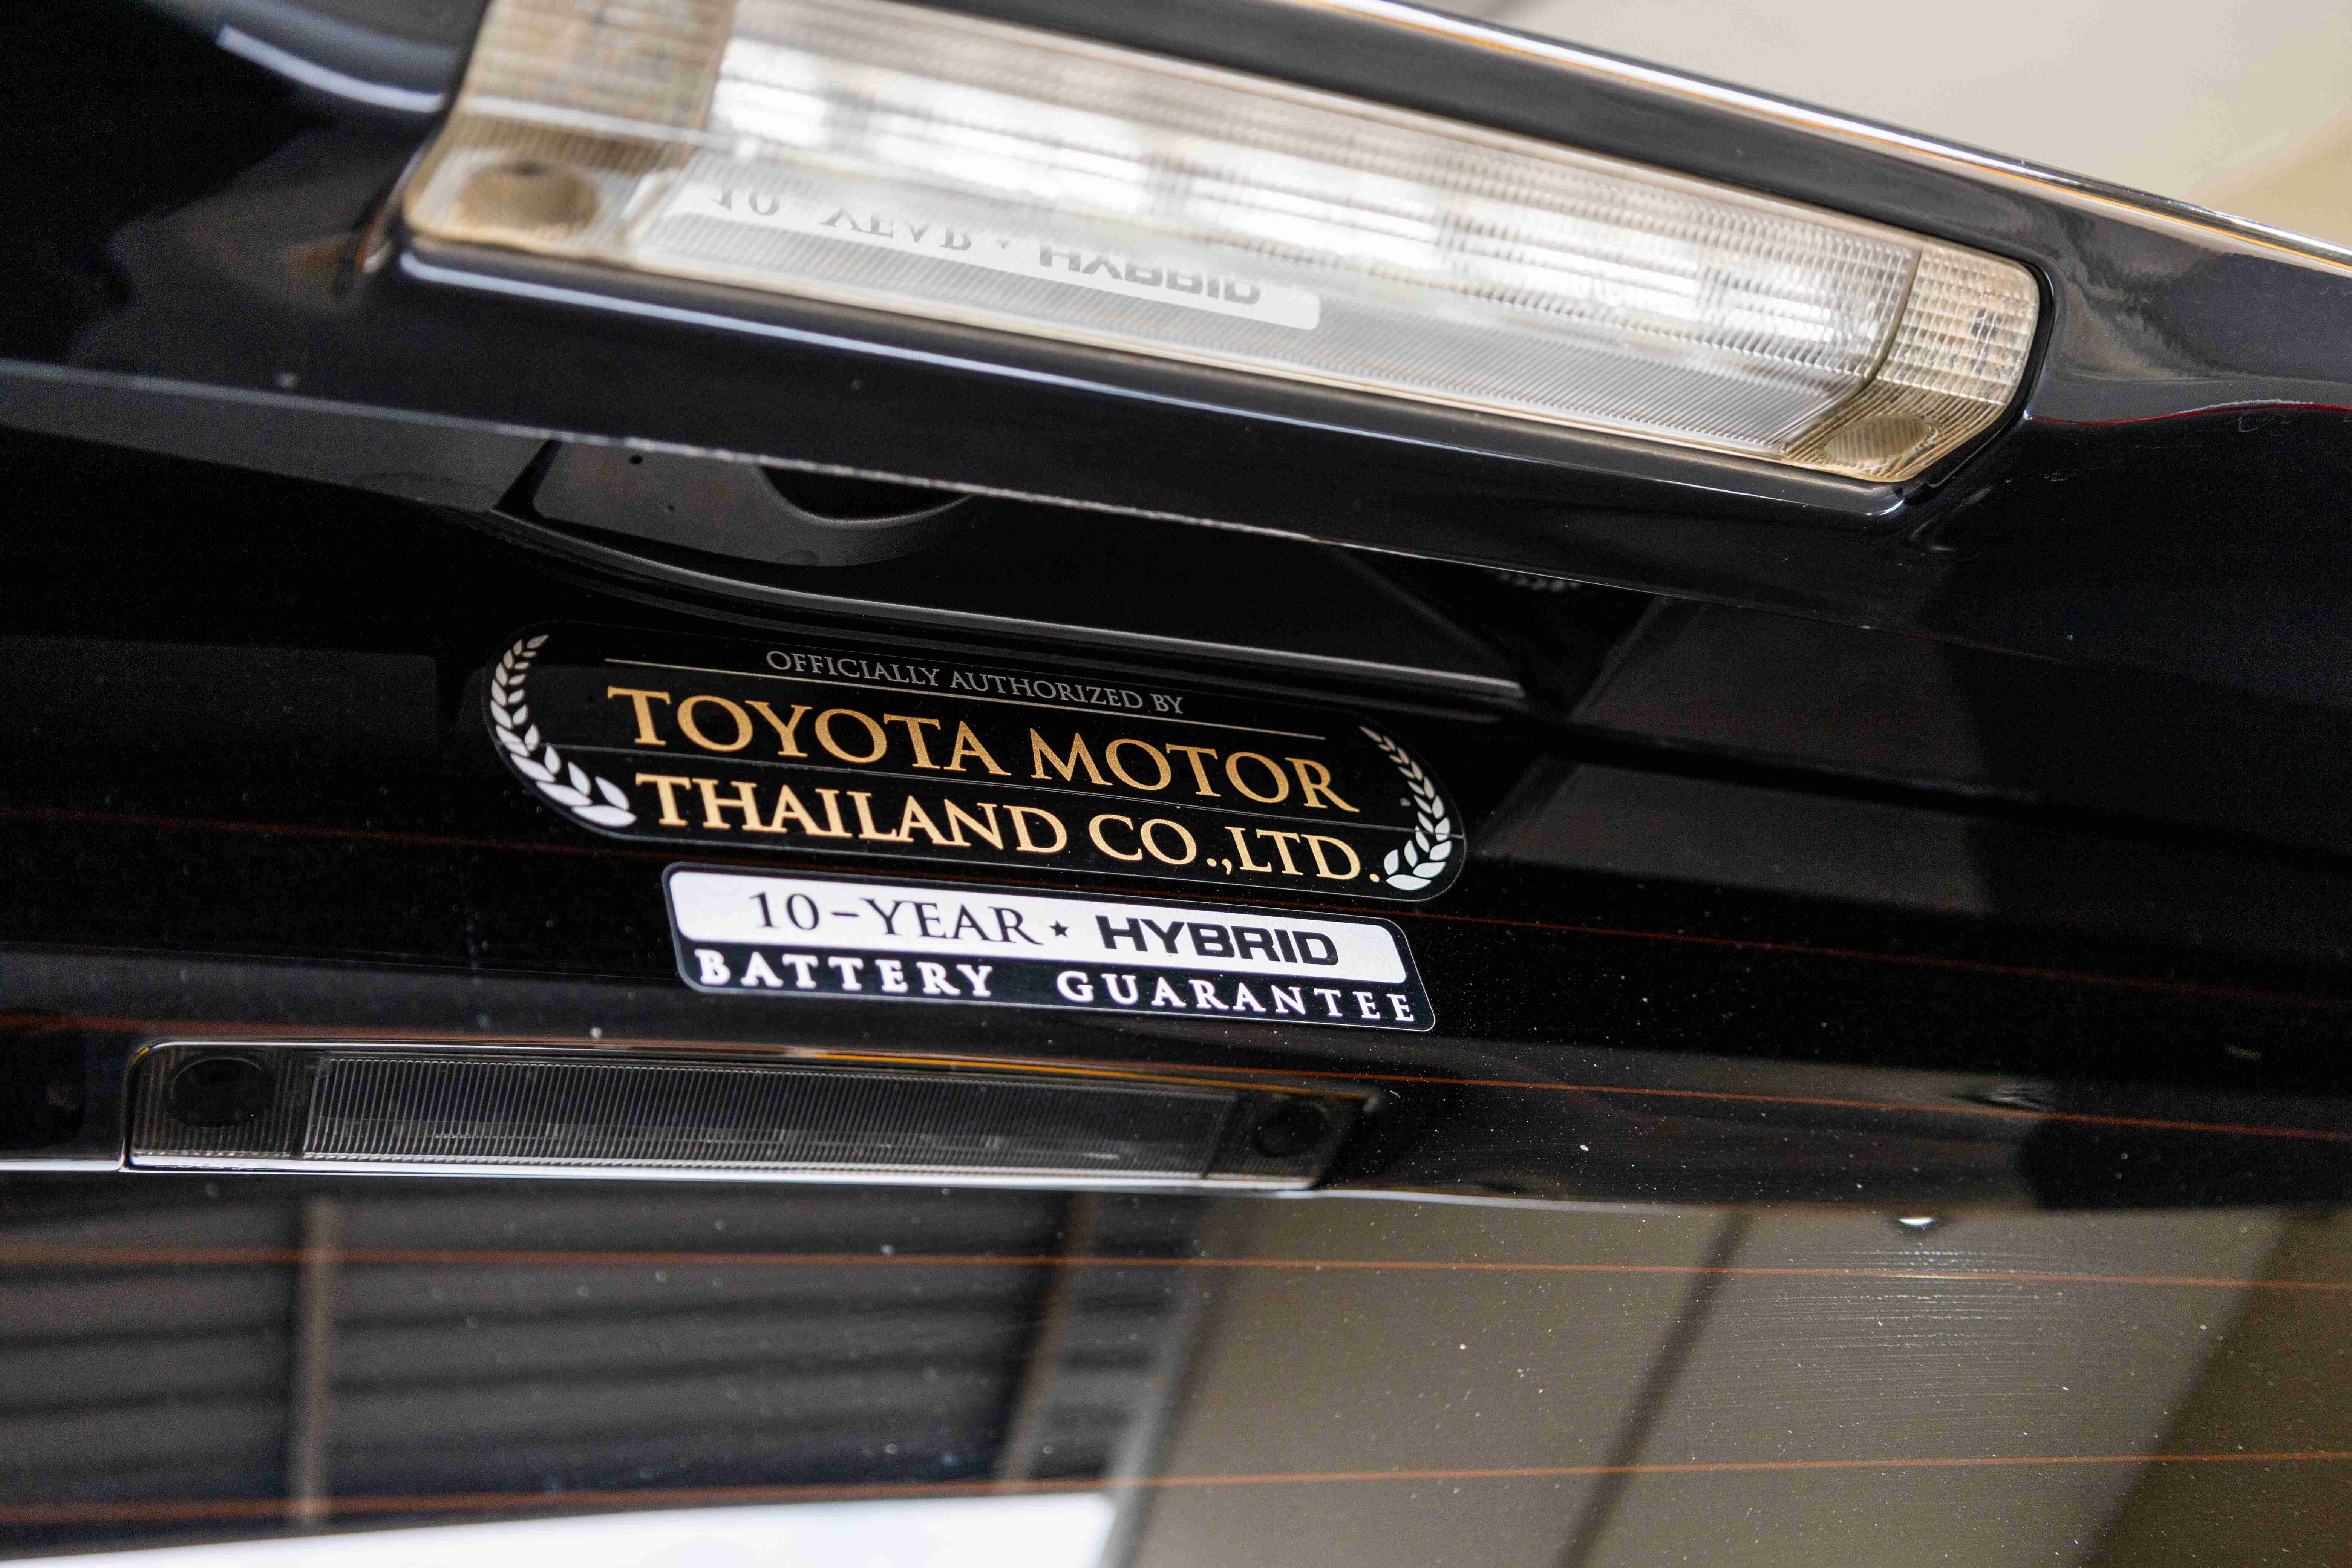 OFFICIALLY AUTHORIZED BY
TOYOTA MOTOR
THAILAND CO.,LTD.
10-YEAR ★ HYBRID
BATTERY GUARANTEE